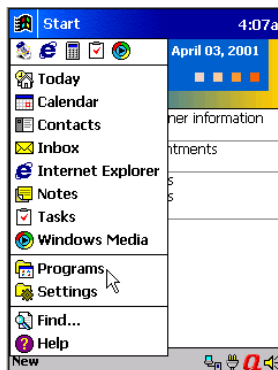 Start 4:07a
April 03, 2001
Today
Calendar
Contacts
ner information
Inbox
ntments
Internet Explorer
s
Notes
s
Tasks
Windows Media
Programs
Settings
Find...
Help
New